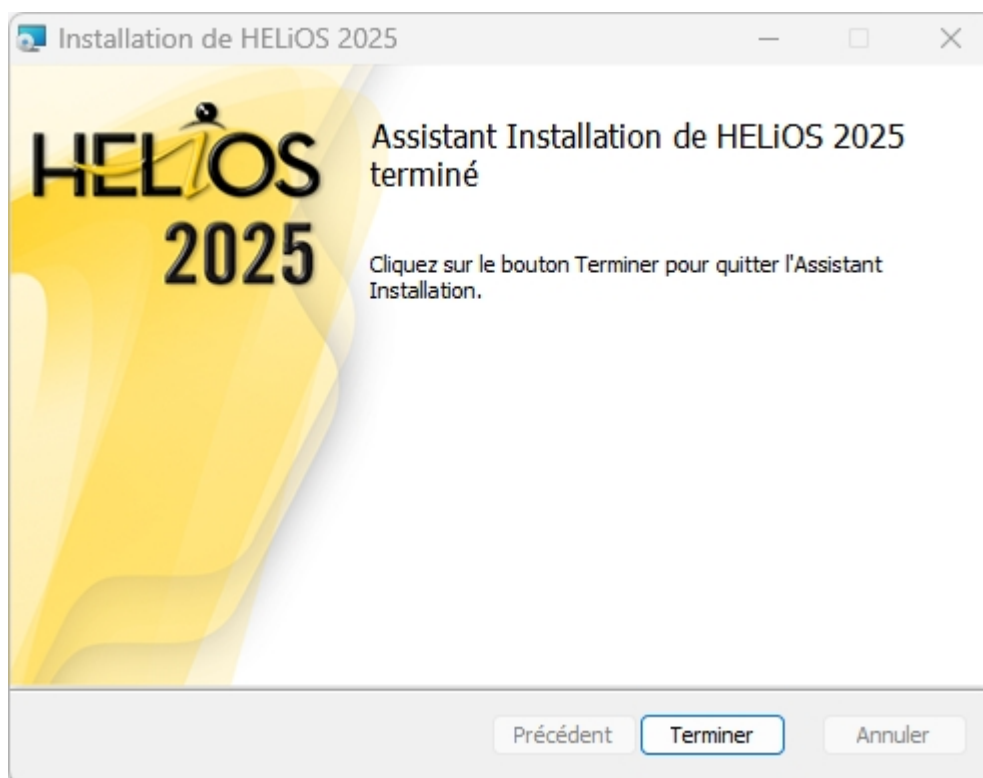 Installation de HELiOS 2025
HELiOS
2025
Assistant Installation de HELiOS 2025
terminé
Cliquez sur le bouton Terminer pour quitter l'Assistant
Installation.
Précédent
Terminer
Annuler